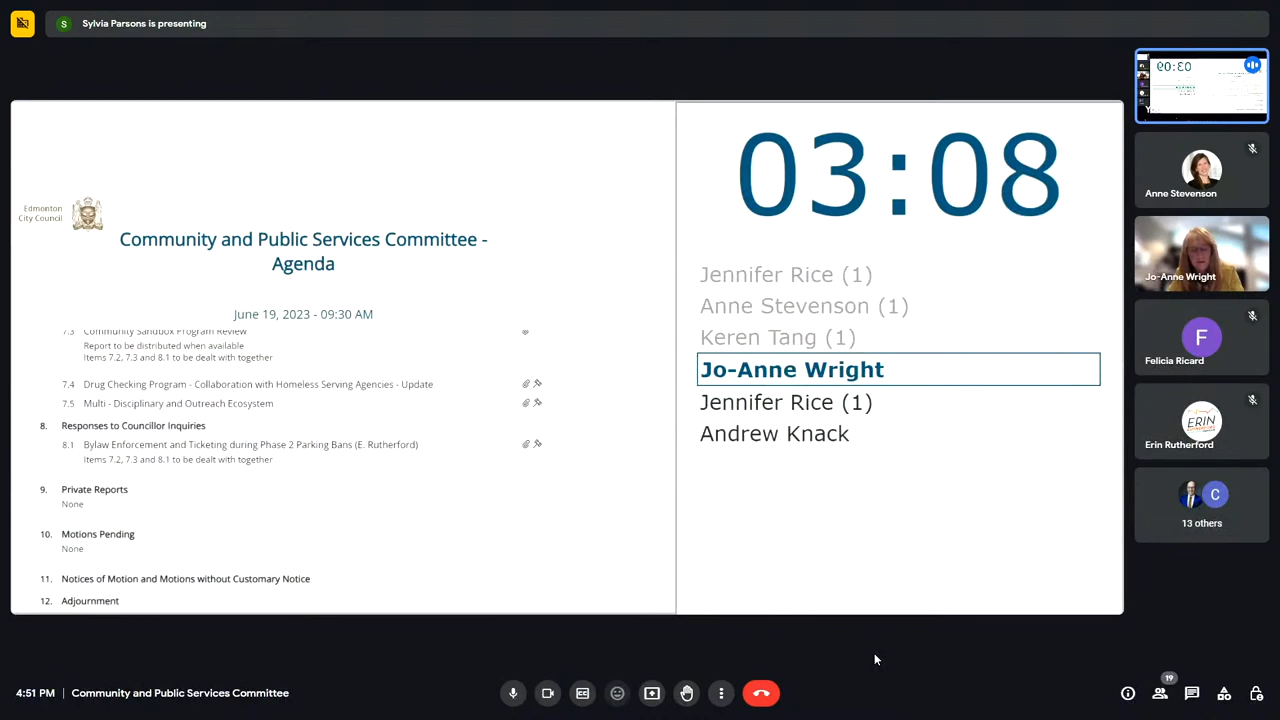 S Sylvia Parsons is presenting
Edmonton
City Council
Community and Public Services Committee -
Agenda
June 19, 2023 - 09:30 AM
7.3 Community Sandbox Program Review
Report to be distributed when available
Items 7.2, 7.3 and 8.1 to be dealt with together
7.4 Drug Checking Program - Collaboration with Homeless Serving Agencies - Update
7.5 Multi - Disciplinary and Outreach Ecosystem
8. Responses to Councillor Inquiries
8.1 Bylaw Enforcement and Ticketing during Phase 2 Parking Bans (E. Rutherford)
Items 7.2, 7.3 and 8.1 to be dealt with together
9. Private Reports
None
10. Motions Pending
None
11. Notices of Motion and Motions without Customary Notice
12. Adjournment
03:08
Jennifer Rice (1)
Anne Stevenson (1)
Keren Tang (1)
Jo-Anne Wright
Jennifer Rice (1)
Andrew Knack
03:09
Anne Stevenson
Jo-Anne Wright
F
Felicia Ricard
ERIN
Erin Rutherford
C
13 others
4:51 PM | Community and Public Services Committee
19